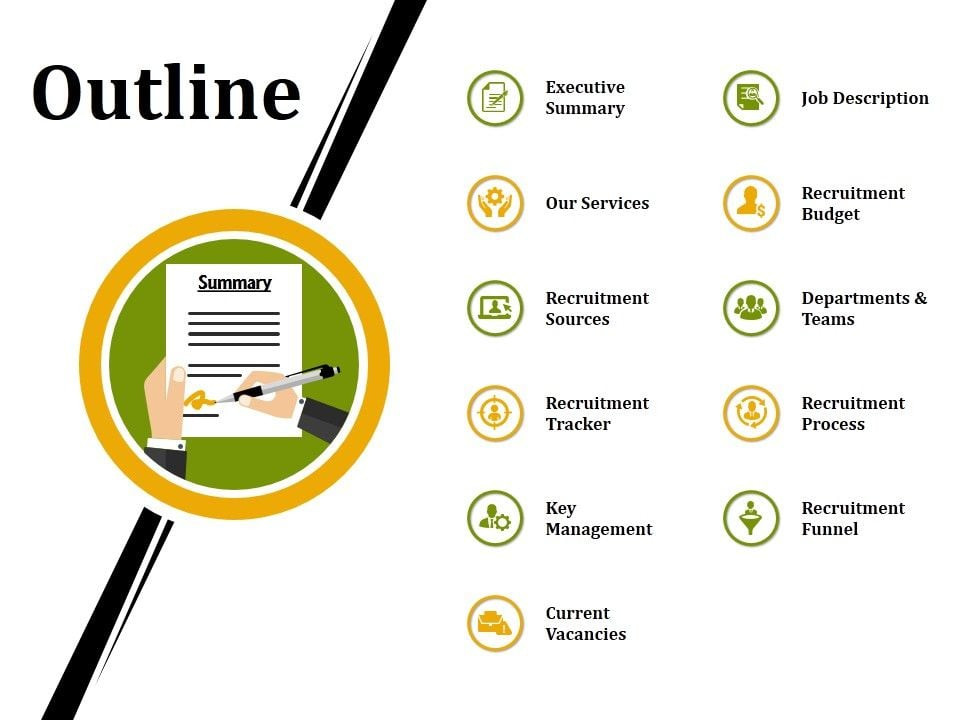 Outline
Summary
Executive
Summary
Our Services
Recruitment
Sources
Recruitment
Tracker
Key
Management
Current
Vacancies
Job Description
Recruitment
Budget
Departments &
Teams
Recruitment
Process
Recruitment
Funnel